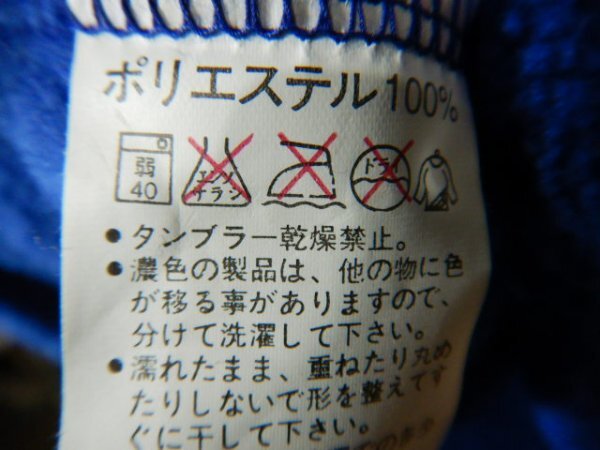 ポリエステル100%
弱
40
エンソ
サラシ
ドライ
●タンブラー乾燥禁止。
●濃色の製品は、他の物に色
が移る事がありますので、
分けて洗濯して下さい。
●濡れたまま、重ねたり丸め
たりしないで形を整えてす
ぐに干して下さい。